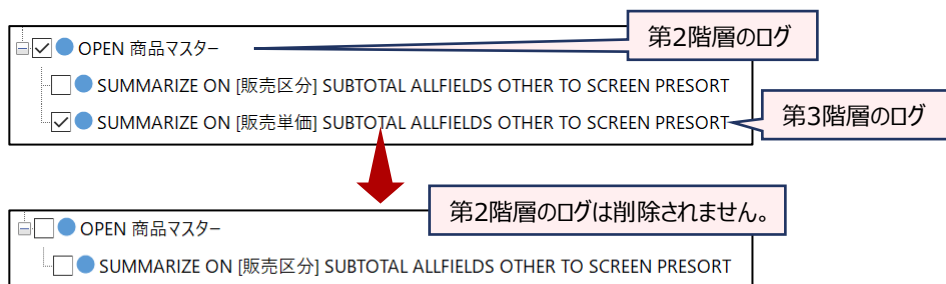 第2階層のログ
OPEN 商品マスター
SUMMARIZE ON [販売区分] SUBTOTAL ALLFIELDS OTHER TO SCREEN PRESORT
SUMMARIZE ON [販売単価] SUBTOTAL ALLFIELDS OTHER TO SCREEN PRESORT
第3階層のログ
第2階層のログは削除されません。
OPEN 商品マスター
SUMMARIZE ON [販売区分] SUBTOTAL ALLFIELDS OTHER TO SCREEN PRESORT